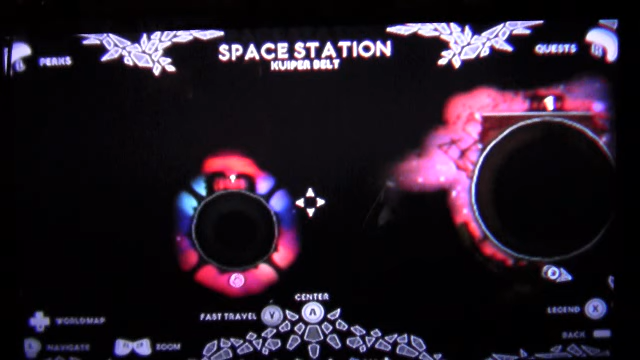 SPACE STATION
KUIPER BELT
PERKS
QUESTS
CENTER
FAST TRAVEL Y A
WORLDMAP
LEGEND X
NAVIGATE
ZOOM
BACK